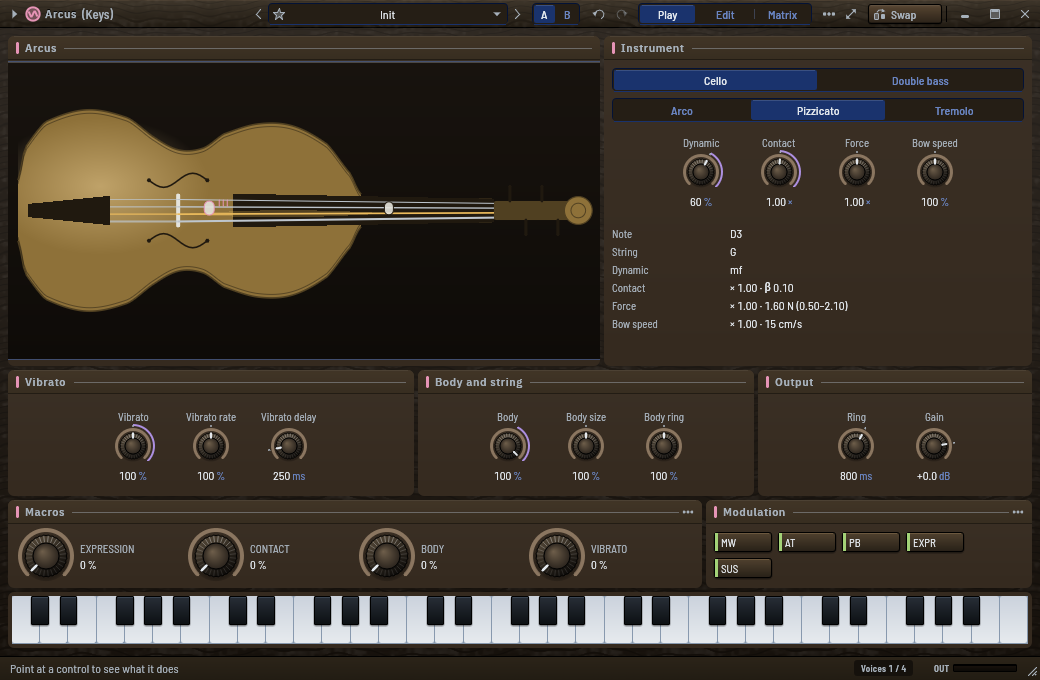 Arcus (Keys)
Init
A B
Play Edit Matrix
Swap
Arcus
Instrument
Cello Double bass
Arco Pizzicato Tremolo
Dynamic Contact Force Bow speed
60 % 1.00 × 1.00 × 100 %
Note D3
String G
Dynamic mf
Contact × 1.00 · β 0.10
Force × 1.00 · 1.60 N (0.50–2.10)
Bow speed × 1.00 · 15 cm/s
Vibrato
Vibrato Vibrato rate Vibrato delay
100 % 100 % 250 ms
Body and string
Body Body size Body ring
100 % 100 % 100 %
Output
Ring Gain
800 ms +0.0 dB
Macros
EXPRESSION
0 %
CONTACT
0 %
BODY
0 %
VIBRATO
0 %
Modulation
MW AT PB EXPR
SUS
Point at a control to see what it does
Voices 1 / 4
OUT